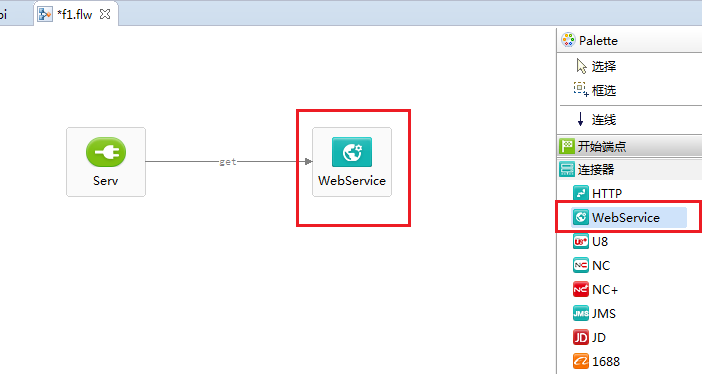 pi
*f1.flw
Palette
选择
框选
连线
开始端点
连接器
HTTP
WebService
U8
NC
NC+
JMS
JD
1688
Serv
get
WebService